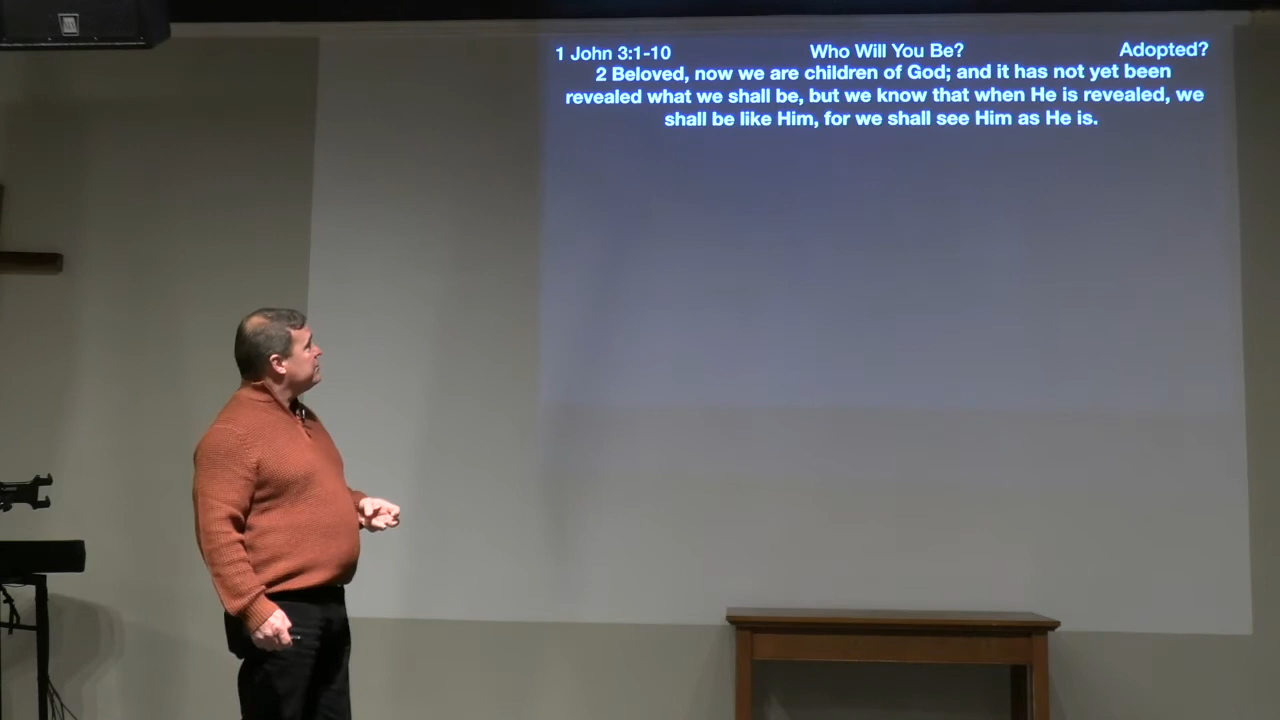 1 John 3:1-10 Who Will You Be? Adopted?
2 Beloved, now we are children of God; and it has not yet been
revealed what we shall be, but we know that when He is revealed, we
shall be like Him, for we shall see Him as He is.